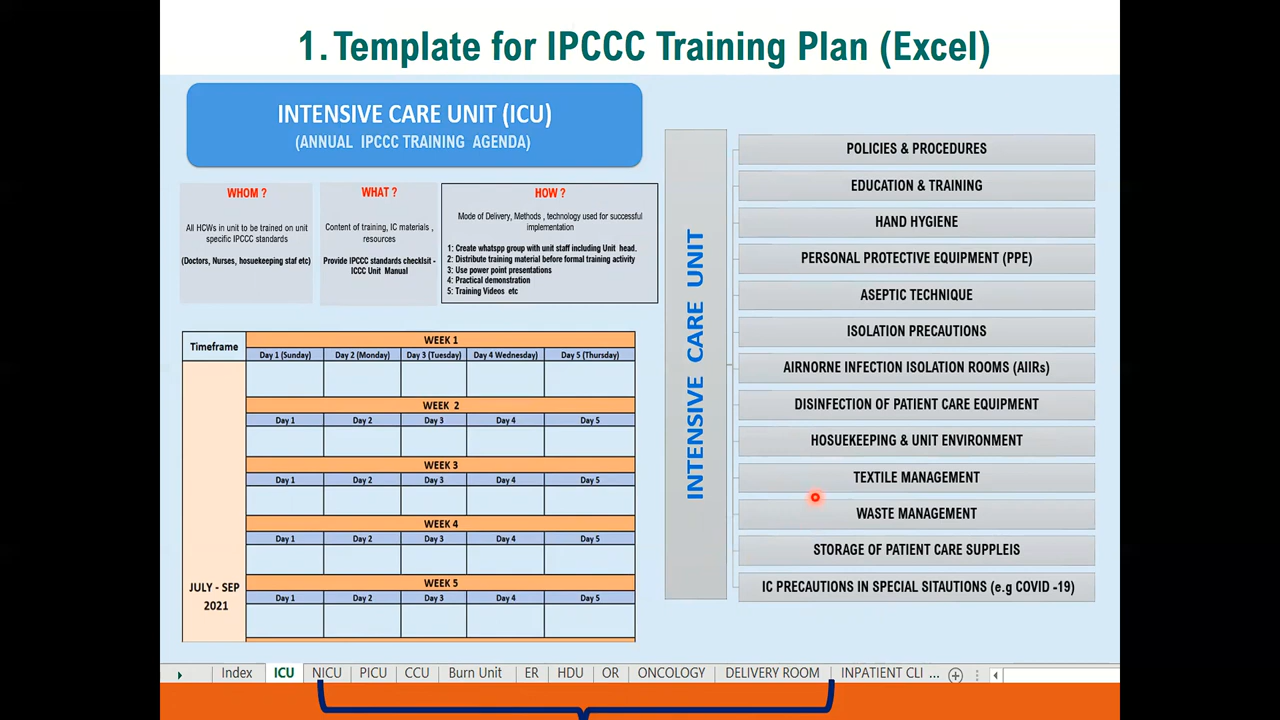 1. Template for IPCCC Training Plan (Excel)
INTENSIVE CARE UNIT (ICU)
(ANNUAL IPCCC TRAINING AGENDA)
WHOM ?
All HCWs in unit to be trained on unit
specific IPCCC standards
(Doctors, Nurses, hosuekeeping staf etc)
WHAT ?
Content of training, IC materials ,
resources
Provide IPCCC standards checklsit -
ICCC Unit Manual
HOW ?
Mode of Delivery, Methods , technology used for successful
implementation
1: Create whatspp group with unit staff including Unit head.
2: Distribute training material before formal training activity
3: Use power point presentations
4: Practical demonstration
5: Training Videos etc
Timeframe
WEEK 1
Day 1 (Sunday) Day 2 (Monday) Day 3 (Tuesday) Day 4 Wednesday) Day 5 (Thursday)
WEEK 2
Day 1 Day 2 Day 3 Day 4 Day 5
WEEK 3
Day 1 Day 2 Day 3 Day 4 Day 5
WEEK 4
Day 1 Day 2 Day 3 Day 4 Day 5
WEEK 5
Day 1 Day 2 Day 3 Day 4 Day 5
JULY - SEP
2021
INTENSIVE CARE UNIT
POLICIES & PROCEDURES
EDUCATION & TRAINING
HAND HYGIENE
PERSONAL PROTECTIVE EQUIPMENT (PPE)
ASEPTIC TECHNIQUE
ISOLATION PRECAUTIONS
AIRNORNE INFECTION ISOLATION ROOMS (AIIRs)
DISINFECTION OF PATIENT CARE EQUIPMENT
HOSUEKEEPING & UNIT ENVIRONMENT
TEXTILE MANAGEMENT
WASTE MANAGEMENT
STORAGE OF PATIENT CARE SUPPLEIS
IC PRECAUTIONS IN SPECIAL SITAUTIONS (e.g COVID -19)
Index ICU NICU PICU CCU Burn Unit ER HDU OR ONCOLOGY DELIVERY ROOM INPATIENT CLI ...